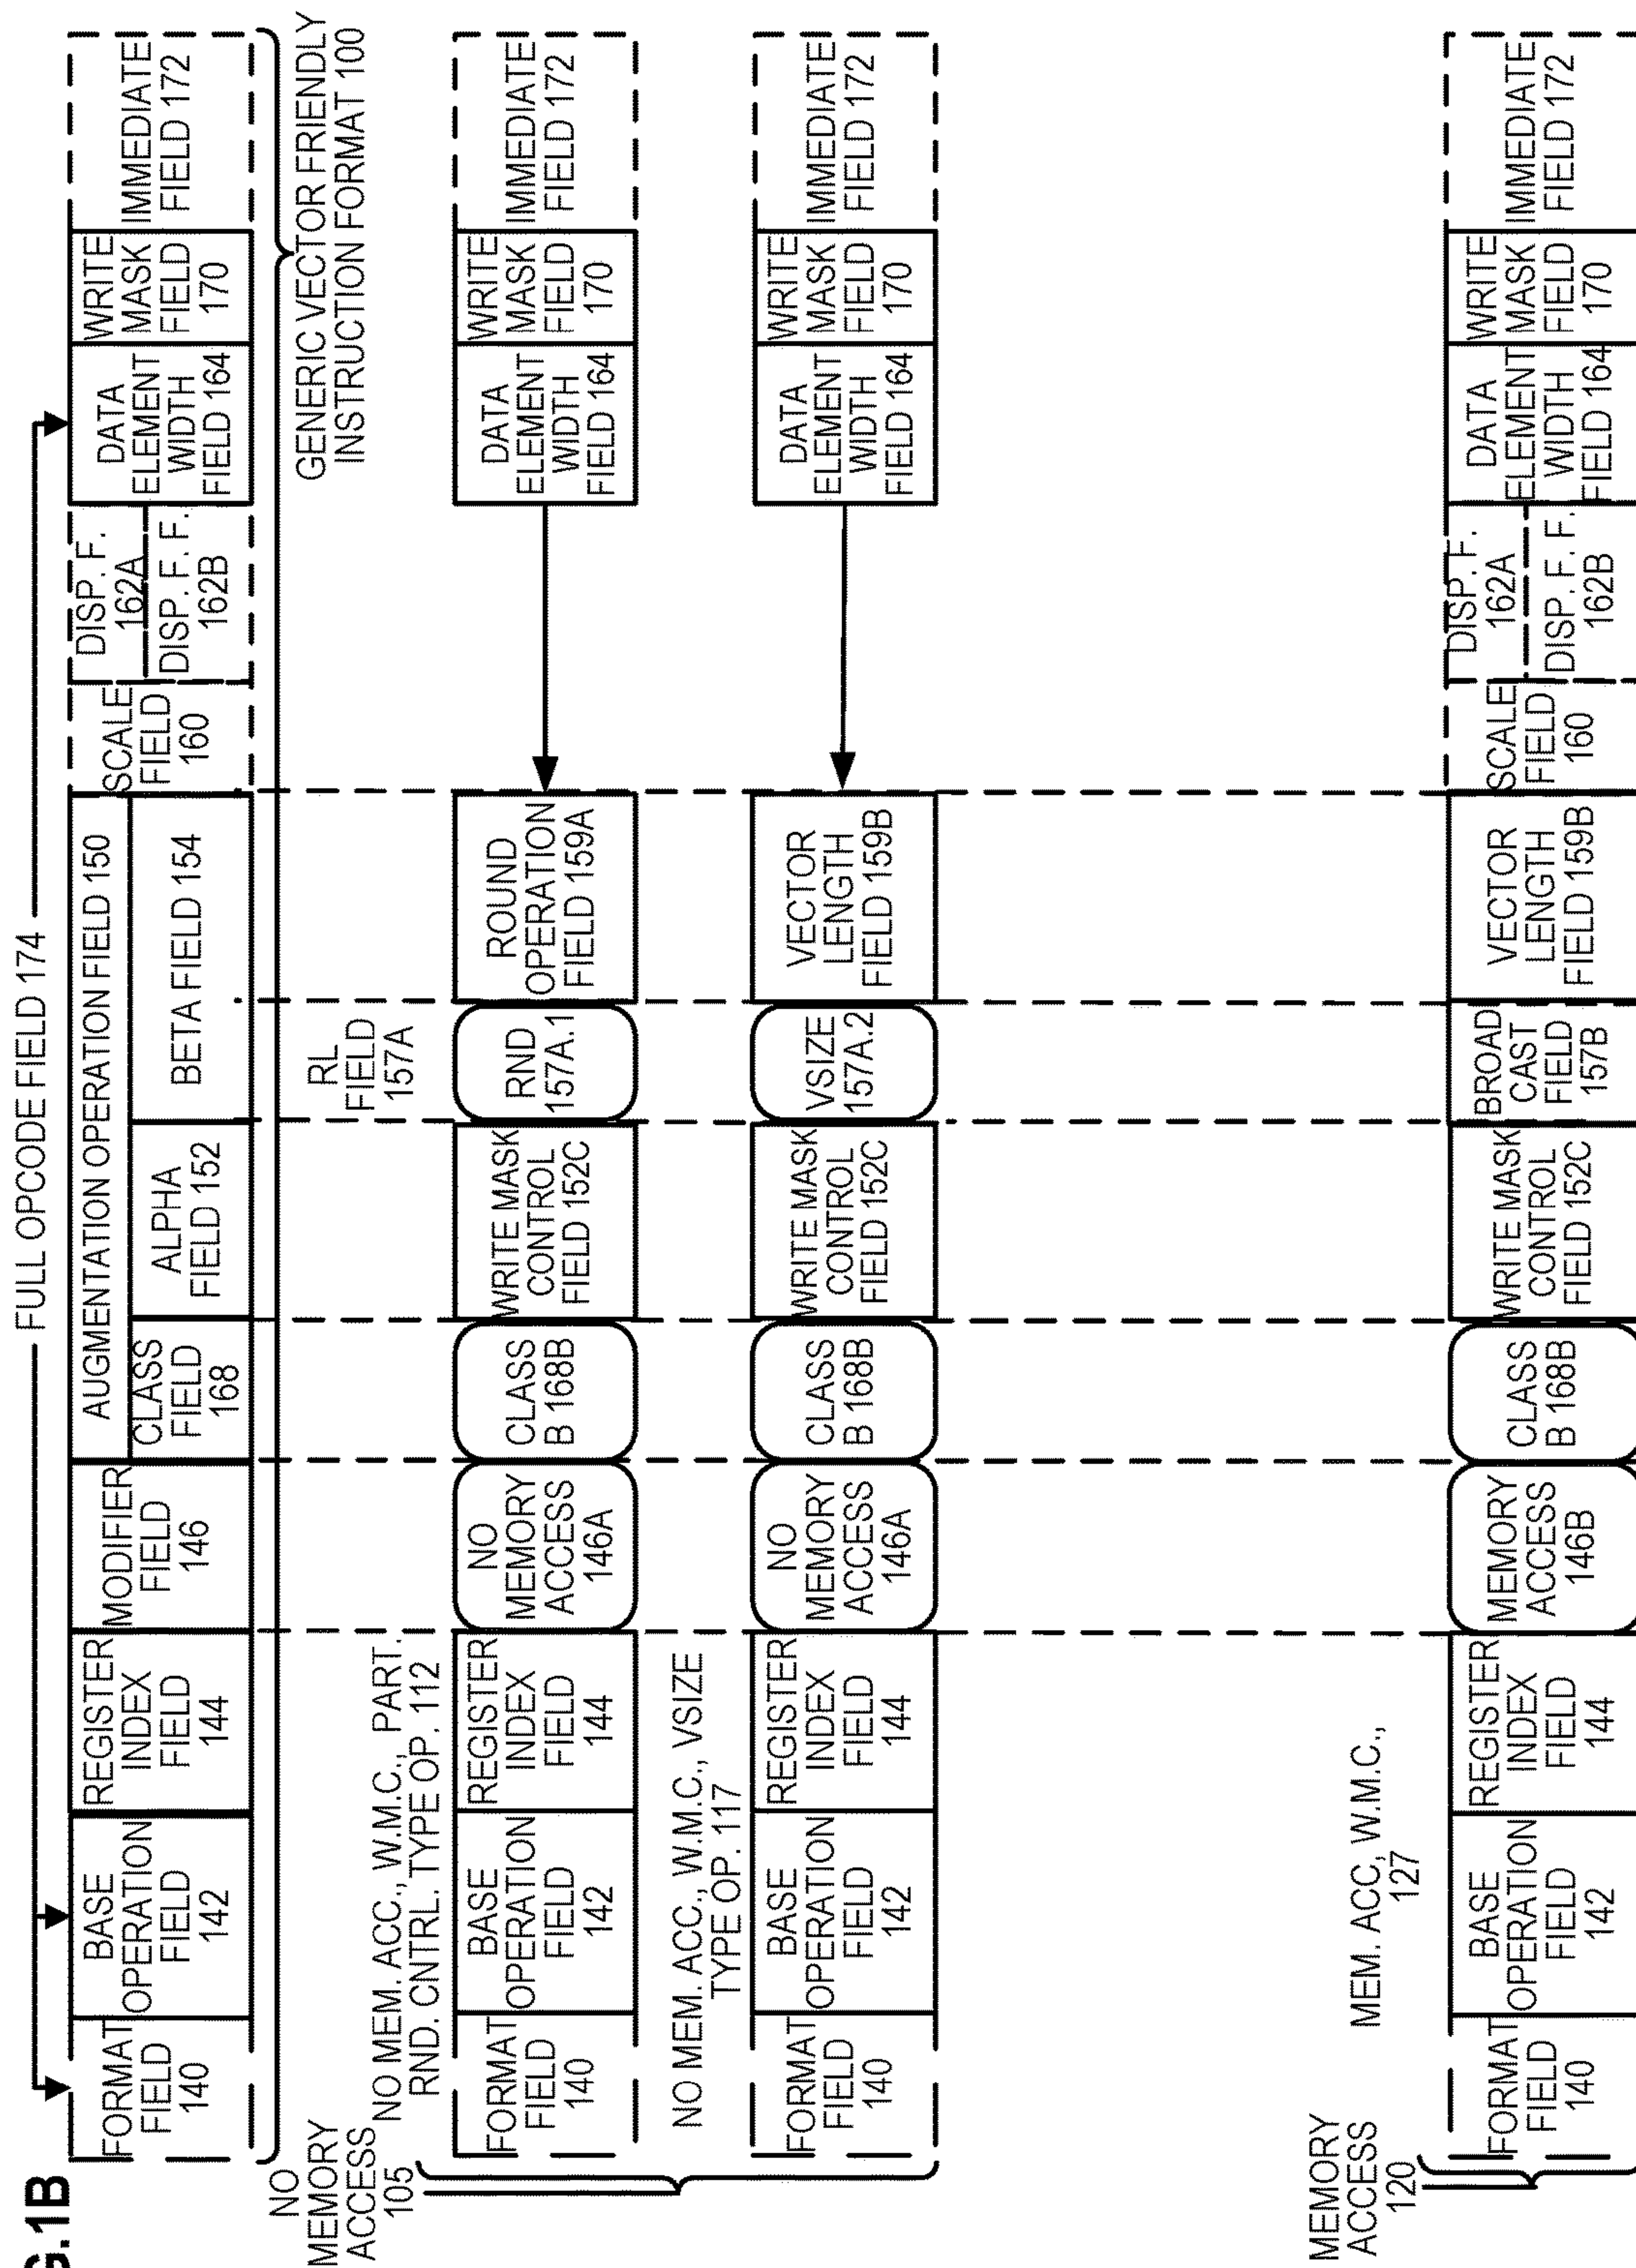 G.1B
FULL OPCODE FIELD 174
FORMAT
FIELD
140
BASE
OPERATION
FIELD
142
REGISTER
INDEX
FIELD
144
MODIFIER
FIELD
146
AUGMENTATION OPERATION FIELD 150
CLASS
FIELD
168
ALPHA
FIELD 152
BETA FIELD 154
SCALE
FIELD
160
DISP. F.
162A
DISP. F. F.
162B
DATA
ELEMENT
WIDTH
FIELD 164
WRITE
MASK
FIELD
170
IMMEDIATE
FIELD 172
GENERIC VECTOR FRIENDLY
INSTRUCTION FORMAT 100
NO
MEMORY
ACCESS
105
NO MEM. ACC., W.M.C., PART.
RND. CNTRL. TYPE OP. 112
RL
FIELD
157A
FORMAT
FIELD
140
BASE
OPERATION
FIELD
142
REGISTER
INDEX
FIELD
144
NO
MEMORY
ACCESS
146A
CLASS
B 168B
WRITE MASK
CONTROL
FIELD 152C
RND
157A.1
ROUND
OPERATION
FIELD 159A
DATA
ELEMENT
WIDTH
FIELD 164
WRITE
MASK
FIELD
170
IMMEDIATE
FIELD 172
NO MEM. ACC., W.M.C., VSIZE
TYPE OP. 117
FORMAT
FIELD
140
BASE
OPERATION
FIELD
142
REGISTER
INDEX
FIELD
144
NO
MEMORY
ACCESS
146A
CLASS
B 168B
WRITE MASK
CONTROL
FIELD 152C
VSIZE
157A.2
VECTOR
LENGTH
FIELD 159B
DATA
ELEMENT
WIDTH
FIELD 164
WRITE
MASK
FIELD
170
IMMEDIATE
FIELD 172
MEMORY
ACCESS
120
MEM. ACC, W.M.C.,
127
FORMAT
FIELD
140
BASE
OPERATION
FIELD
142
REGISTER
INDEX
FIELD
144
MEMORY
ACCESS
146B
CLASS
B 168B
WRITE MASK
CONTROL
FIELD 152C
BROAD
CAST
FIELD
157B
VECTOR
LENGTH
FIELD 159B
SCALE
FIELD
160
DISP. F.
162A
DISP. F. F.
162B
DATA
ELEMENT
WIDTH
FIELD 164
WRITE
MASK
FIELD
170
IMMEDIATE
FIELD 172